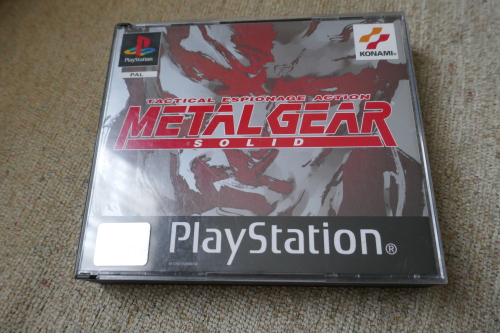 PlayStation
PAL
KONAMI
TACTICAL ESPIONAGE ACTION
METAL GEAR
SOLID
PlayStation®